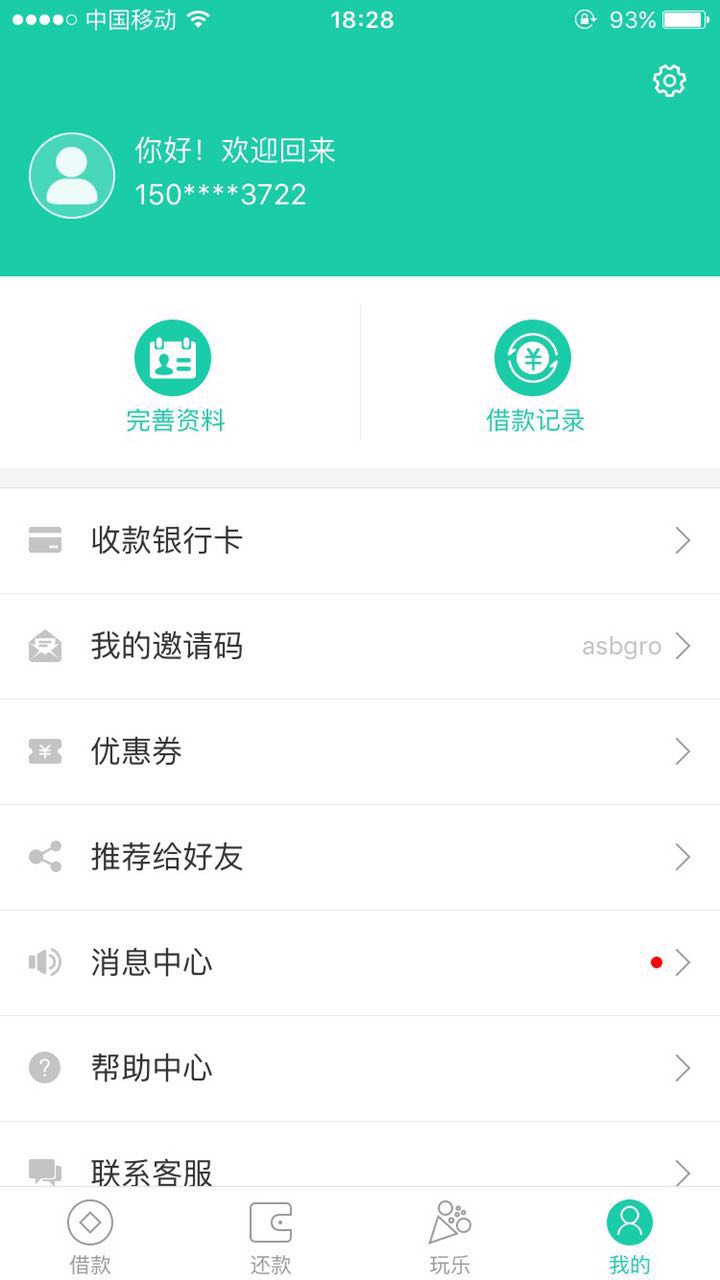 中国移动 18:28 93%
你好！欢迎回来
150****3722
完善资料 借款记录
收款银行卡
我的邀请码 asbgro
优惠券
推荐给好友
消息中心
帮助中心
联系客服
借款 还款 玩乐 我的